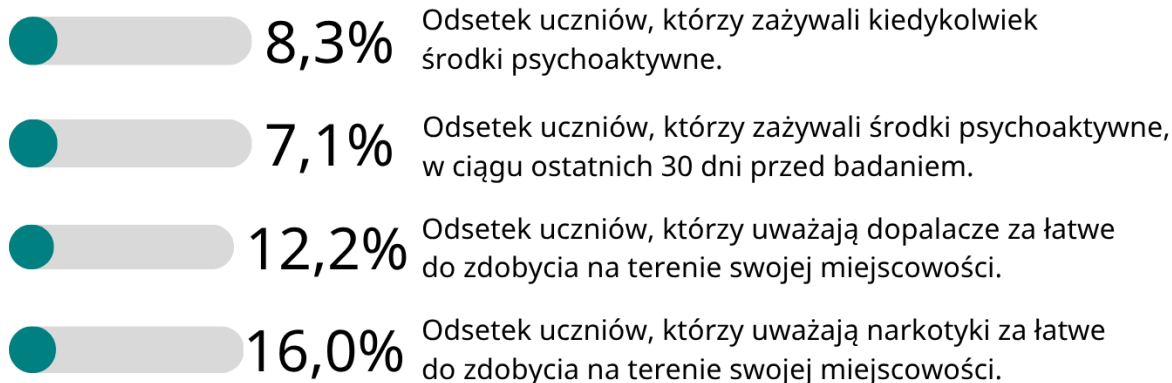 8,3%
Odsetek uczniów, którzy zażywali kiedykolwiek
środki psychoaktywne.
7,1%
Odsetek uczniów, którzy zażywali środki psychoaktywne,
w ciągu ostatnich 30 dni przed badaniem.
12,2%
Odsetek uczniów, którzy uważają dopalacze za łatwe
do zdobycia na terenie swojej miejscowości.
16,0%
Odsetek uczniów, którzy uważają narkotyki za łatwe
do zdobycia na terenie swojej miejscowości.